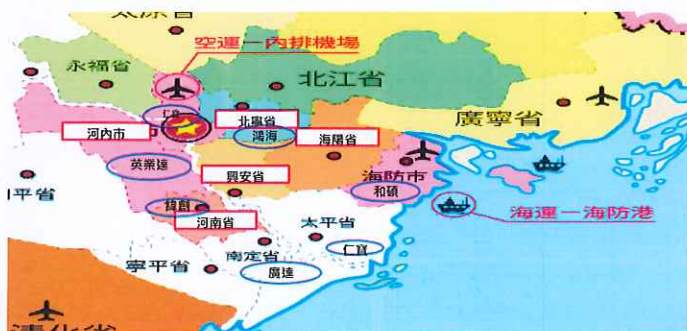 太原省
空運－內排機場
永福省
北江省
廣寧省
北寧省
河內市
鴻海
海陽省
英業達
興安省
海防市
和碩
緯創
海運－海防港
河南省
太平省
仁寶
寧平省
南定省
廣達
平省
清化省